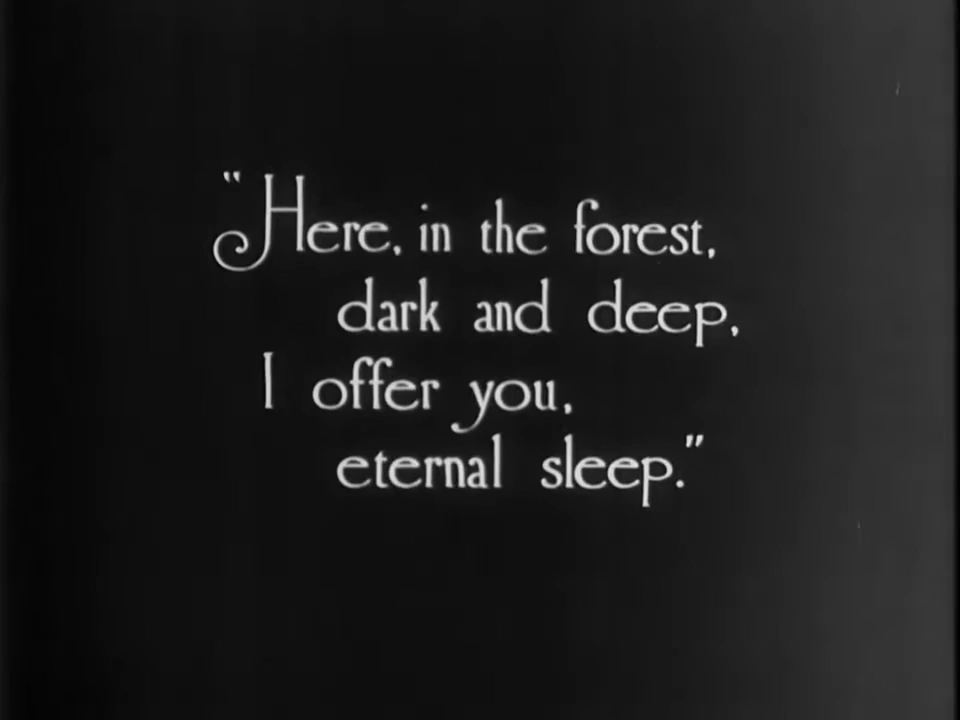 "Here, in the forest,
dark and deep,
I offer you,
eternal sleep."